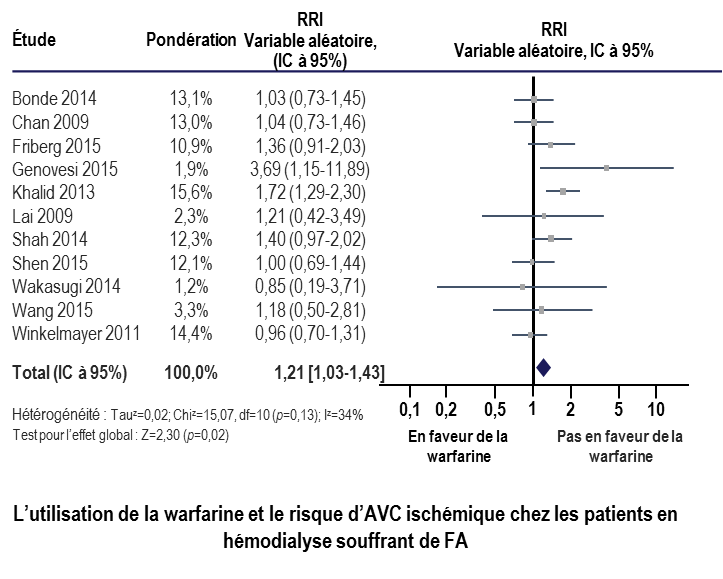 RRI
Étude Pondération Variable aléatoire, (IC à 95%)
RRI
Variable aléatoire, IC à 95%
Bonde 2014 13,1% 1,03 (0,73-1,45)
Chan 2009 13,0% 1,04 (0,73-1,46)
Friberg 2015 10,9% 1,36 (0,91-2,03)
Genovesi 2015 1,9% 3,69 (1,15-11,89)
Khalid 2013 15,6% 1,72 (1,29-2,30)
Lai 2009 2,3% 1,21 (0,42-3,49)
Shah 2014 12,3% 1,40 (0,97-2,02)
Shen 2015 12,1% 1,00 (0,69-1,44)
Wakasugi 2014 1,2% 0,85 (0,19-3,71)
Wang 2015 3,3% 1,18 (0,50-2,81)
Winkelmayer 2011 14,4% 0,96 (0,70-1,31)
Total (IC à 95%) 100,0% 1,21 [1,03-1,43]
0,1 0,2 0,5 1 2 5 10
Hétérogénéité : Tau²=0,02; Chi²=15,07, df=10 (p=0,13); I²=34%
Test pour l'effet global : Z=2,30 (p=0,02)
En faveur de la
warfarine
Pas en faveur de la
warfarine
L'utilisation de la warfarine et le risque d'AVC ischémique chez les patients en
hémodialyse souffrant de FA